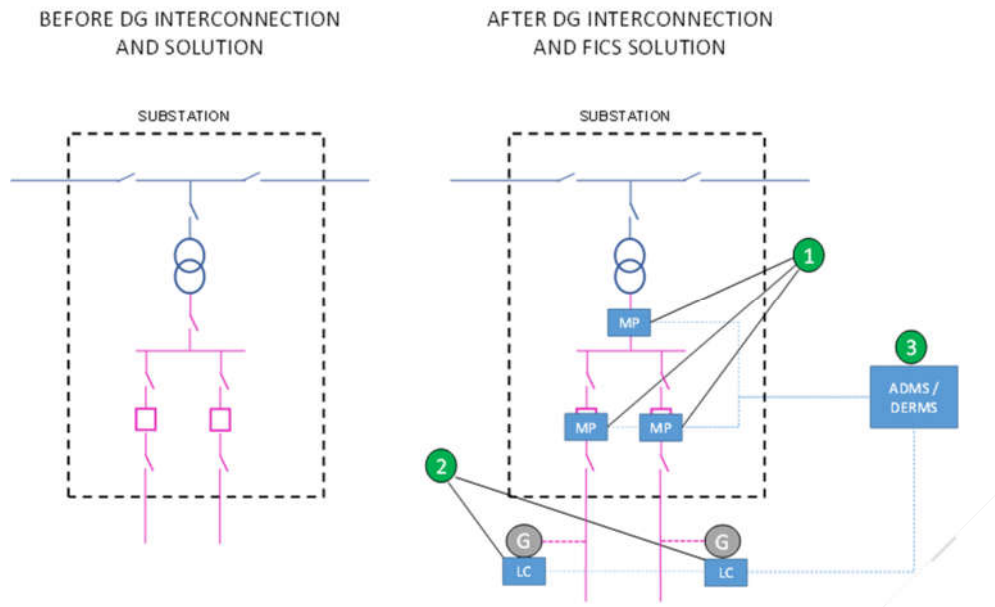 BEFORE DG INTERCONNECTION
AND SOLUTION
AFTER DG INTERCONNECTION
AND FICS SOLUTION
SUBSTATION
SUBSTATION
1
MP
3
ADMS /
DERMS
MP
MP
2
G
G
LC
LC